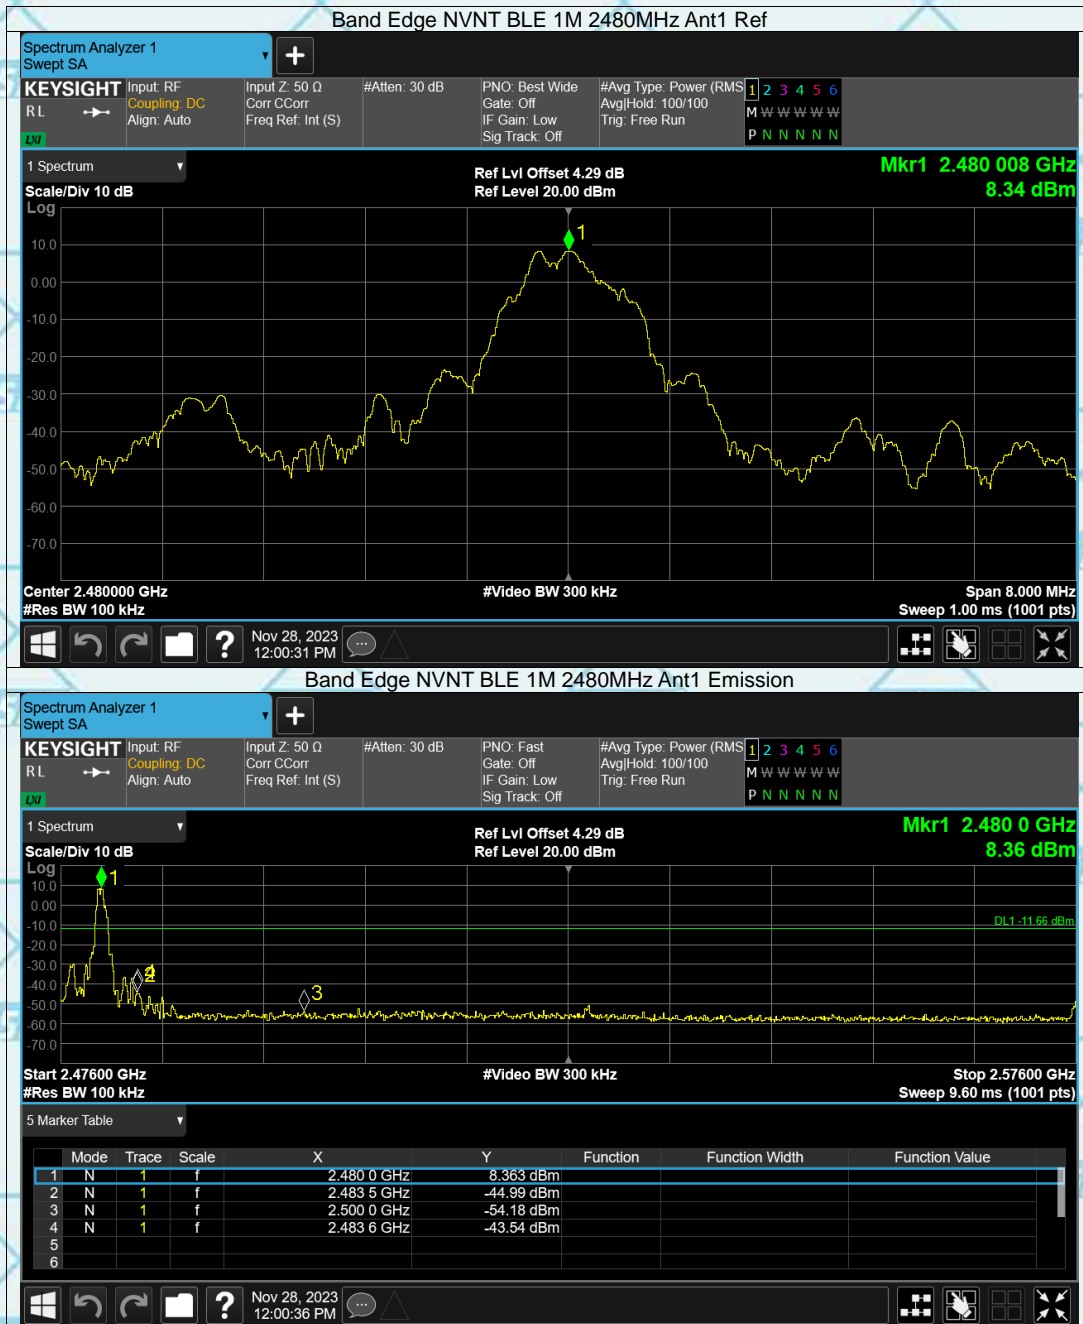 Band Edge NVNT BLE 1M 2480MHz Ant1 Ref
Spectrum Analyzer 1
Swept SA
+
KEYSIGHT
R L
LXI
Input: RF
Coupling: DC
Align: Auto
Input Z: 50 Ω
Corr CCorr
Freq Ref: Int (S)
#Atten: 30 dB
PNO: Best Wide
Gate: Off
IF Gain: Low
Sig Track: Off
#Avg Type: Power (RMS
Avg|Hold: 100/100
Trig: Free Run
1 2 3 4 5 6
M W W W W W
P N N N N N
1 Spectrum
Scale/Div 10 dB
Ref Lvl Offset 4.29 dB
Ref Level 20.00 dBm
Mkr1 2.480 008 GHz
8.34 dBm
Log
1
10.0
0.00
-10.0
-20.0
-30.0
-40.0
-50.0
-60.0
-70.0
Center 2.480000 GHz
#Video BW 300 kHz
Span 8.000 MHz
#Res BW 100 kHz
Sweep 1.00 ms (1001 pts)
?
Nov 28, 2023
12:00:31 PM
Band Edge NVNT BLE 1M 2480MHz Ant1 Emission
Spectrum Analyzer 1
Swept SA
+
KEYSIGHT
R L
LXI
Input: RF
Coupling: DC
Align: Auto
Input Z: 50 Ω
Corr CCorr
Freq Ref: Int (S)
#Atten: 30 dB
PNO: Fast
Gate: Off
IF Gain: Low
Sig Track: Off
#Avg Type: Power (RMS
Avg|Hold: 100/100
Trig: Free Run
1 2 3 4 5 6
M W W W W W
P N N N N N
1 Spectrum
Scale/Div 10 dB
Ref Lvl Offset 4.29 dB
Ref Level 20.00 dBm
Mkr1 2.480 0 GHz
8.36 dBm
Log
1
10.0
0.00
-10.0
DL1 -11.66 dBm
-20.0
-30.0
-40.0
2
3
-50.0
-60.0
-70.0
Start 2.47600 GHz
#Video BW 300 kHz
Stop 2.57600 GHz
#Res BW 100 kHz
Sweep 9.60 ms (1001 pts)
5 Marker Table
Mode Trace Scale X Y Function Function Width Function Value
1 N 1 f 2.480 0 GHz 8.363 dBm
2 N 1 f 2.483 5 GHz -44.99 dBm
3 N 1 f 2.500 0 GHz -54.18 dBm
4 N 1 f 2.483 6 GHz -43.54 dBm
5
6
?
Nov 28, 2023
12:00:36 PM